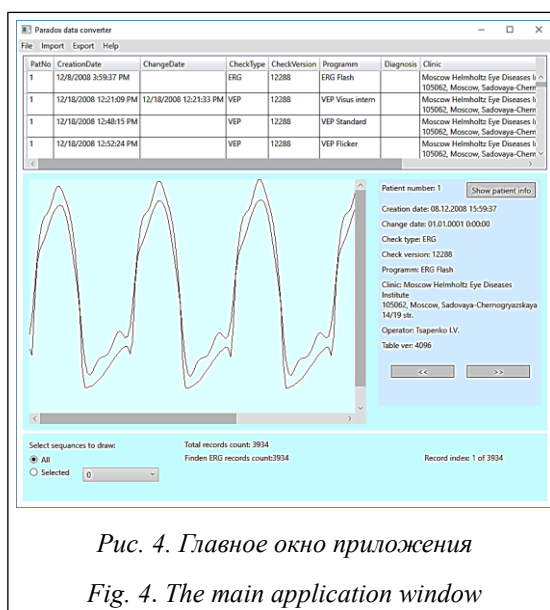 Paradox data converter
File Import Export Help
PatNo CreationDate ChangeDate CheckType CheckVersion Programm Diagnosis Clinic
1 12/8/2008 3:59:37 PM ERG 12288 ERG Flash Moscow Helmholtz Eye Diseases I
105062, Moscow, Sadovaya-Chern
1 12/18/2008 12:21:09 PM 12/18/2008 12:21:33 PM VEP 12288 VEP Visus intern Moscow Helmholtz Eye Diseases I
105062, Moscow, Sadovaya-Chern
1 12/18/2008 12:48:15 PM VEP 12288 VEP Standard Moscow Helmholtz Eye Diseases I
105062, Moscow, Sadovaya-Chern
1 12/18/2008 12:52:24 PM VEP 12288 VEP Flicker Moscow Helmholtz Eye Diseases I
105062, Moscow, Sadovaya-Chern
Patient number: 1 Show patient info
Creation date: 08.12.2008 15:59:37
Change date: 01.01.0001 0:00:00
Check type: ERG
Check version: 12288
Programm: ERG Flash
Clinic: Moscow Helmholtz Eye Diseases
Institute
105062, Moscow, Sadovaya-Chernogryazskaya
14/19 str.
Operator: Tsapenko I.V.
Table ver: 4096
<< >>
Select sequances to draw:
All
Selected 0
Total records count: 3934
Finden ERG records count:3934
Record index: 1 of 3934
Рис. 4. Главное окно приложения
Fig. 4. The main application window